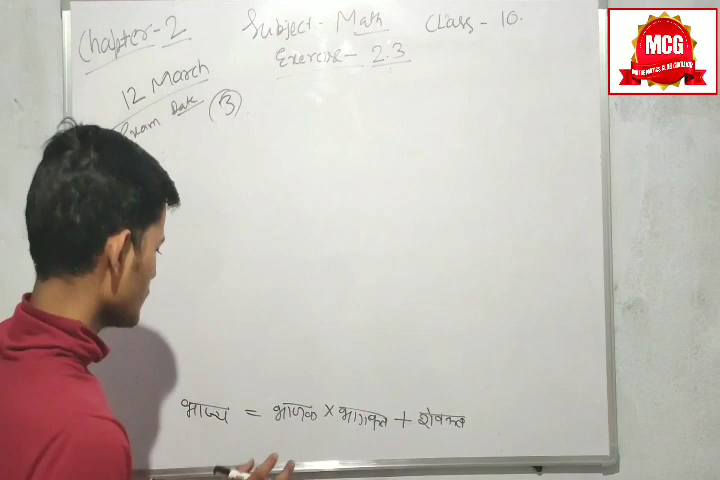 Chapter-2 Subject- Math Class - 10.
Exercise- 2.3
12 March
Exam Date (3)
भाज्य = भाजक × भागफल + शेषफल
MCG